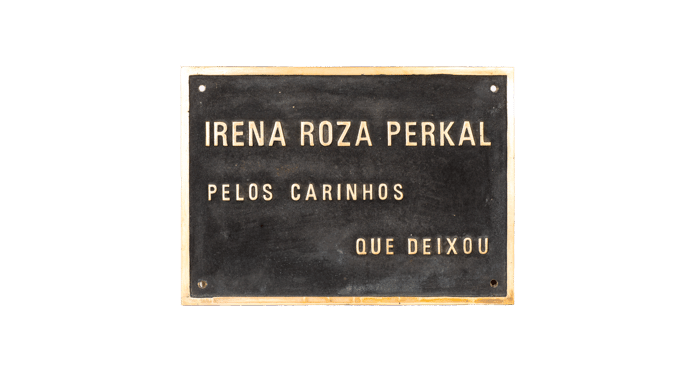 IRENA ROZA PERKAL
PELOS CARINHOS
QUE DEIXOU